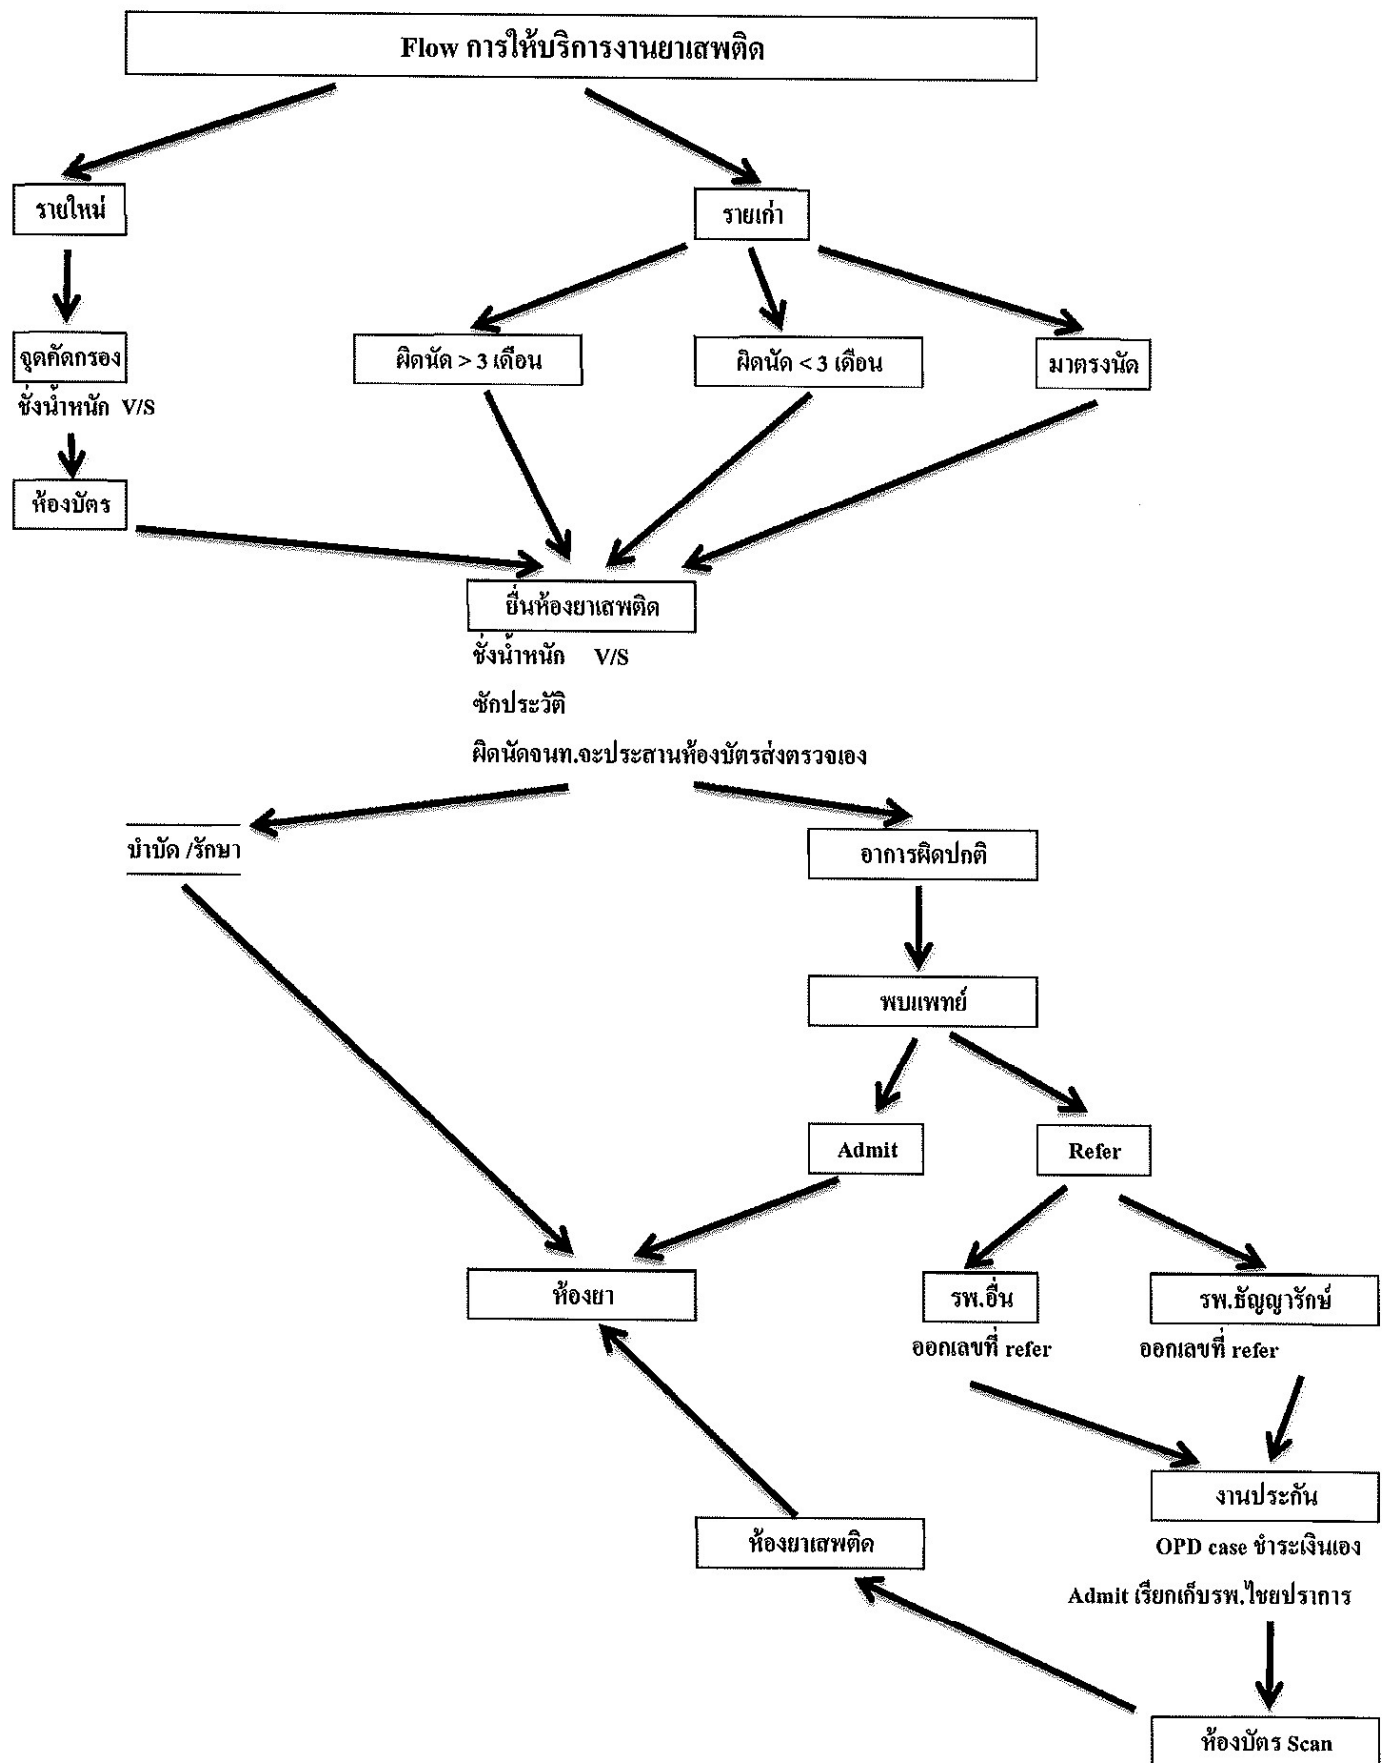 Flow การให้บริการงานยาเสพติด
รายใหม่
รายเก่า
จุดคัดกรอง
ผิดนัด > 3 เดือน
ผิดนัด < 3 เดือน
มาตรงนัด
ชั่งน้ำหนัก V/S
ห้องบัตร
ยื่นห้องยาเสพติด
ชั่งน้ำหนัก V/S
ซักประวัติ
ผิดนัดจนท.จะประสานห้องบัตรส่งตรวจเอง
บำบัด /รักษา
อาการผิดปกติ
พบแพทย์
Admit
Refer
ห้องยา
รพ.อื่น
รพ.ธัญญารักษ์
ออกเลขที่ refer
ออกเลขที่ refer
งานประกัน
ห้องยาเสพติด
OPD case ชำระเงินเอง
Admit เรียกเก็บรพ.ไชยปราการ
ห้องบัตร Scan